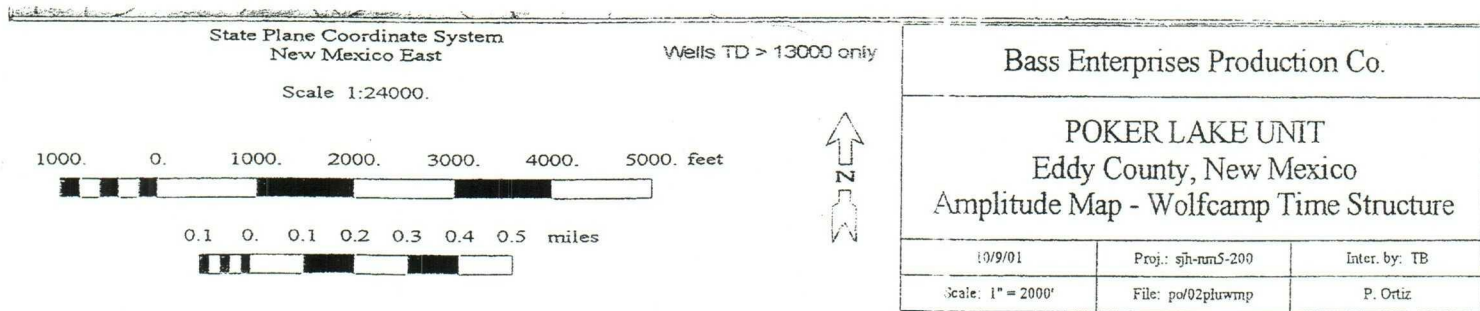 State Plane Coordinate System
New Mexico East
Scale 1:24000.
Wells TD > 13000 only
1000. 0. 1000. 2000. 3000. 4000. 5000. feet
0.1 0. 0.1 0.2 0.3 0.4 0.5 miles
N
Bass Enterprises Production Co.
POKER LAKE UNIT
Eddy County, New Mexico
Amplitude Map - Wolfcamp Time Structure
10/9/01 Proj.: sjh-nm5-200 Inter. by: TB
Scale: 1" = 2000' File: po/02pluwmp P. Ortiz